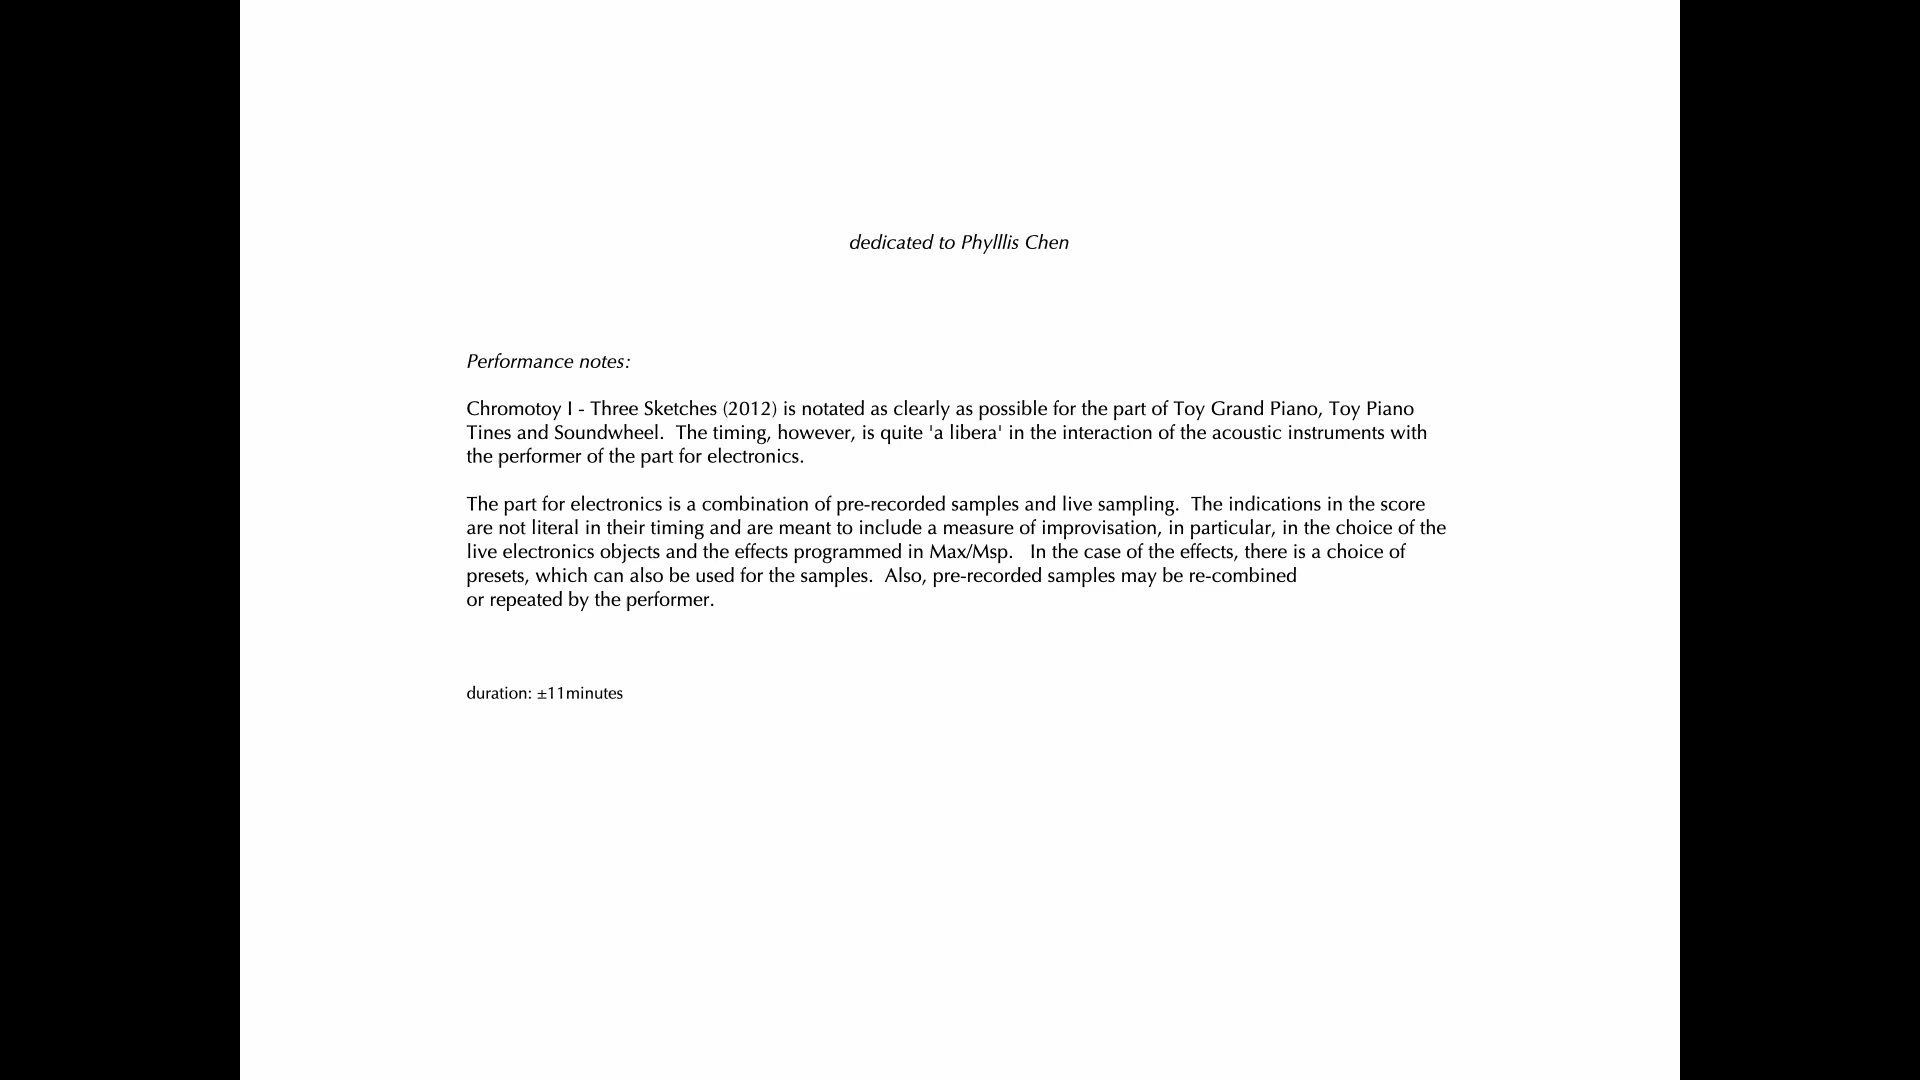 dedicated to Phylllis Chen
Performance notes:
Chromotoy I - Three Sketches (2012) is notated as clearly as possible for the part of Toy Grand Piano, Toy Piano
Tines and Soundwheel.  The timing, however, is quite 'a libera' in the interaction of the acoustic instruments with
the performer of the part for electronics.
The part for electronics is a combination of pre-recorded samples and live sampling.  The indications in the score
are not literal in their timing and are meant to include a measure of improvisation, in particular, in the choice of the
live electronics objects and the effects programmed in Max/Msp.   In the case of the effects, there is a choice of
presets, which can also be used for the samples.  Also, pre-recorded samples may be re-combined
or repeated by the performer.
duration: ±11minutes